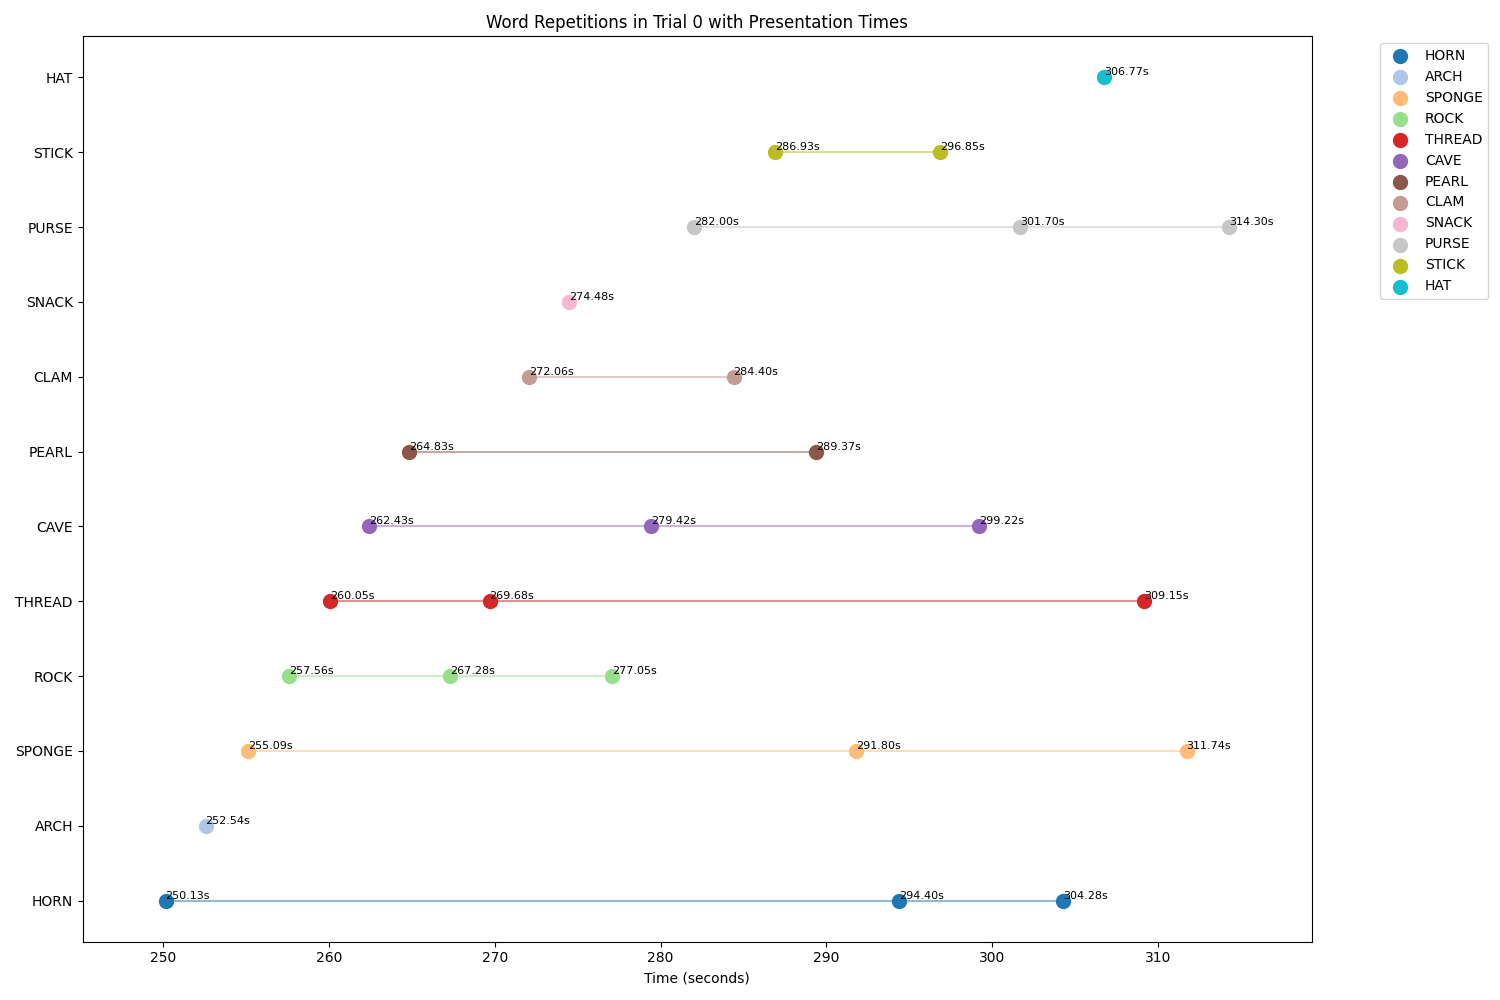 Word Repetitions in Trial 0 with Presentation Times
HAT
306.77s
STICK
286.93s
296.85s
PURSE
282.00s
301.70s
314.30s
SNACK
274.48s
CLAM
272.06s
284.40s
PEARL
264.83s
289.37s
CAVE
262.43s
279.42s
299.22s
THREAD
260.05s
269.68s
309.15s
ROCK
257.56s
267.28s
277.05s
SPONGE
255.09s
291.80s
311.74s
ARCH
252.54s
HORN
250.13s
294.40s
304.28s
250
260
270
280
290
300
310
Time (seconds)
HORN
ARCH
SPONGE
ROCK
THREAD
CAVE
PEARL
CLAM
SNACK
PURSE
STICK
HAT